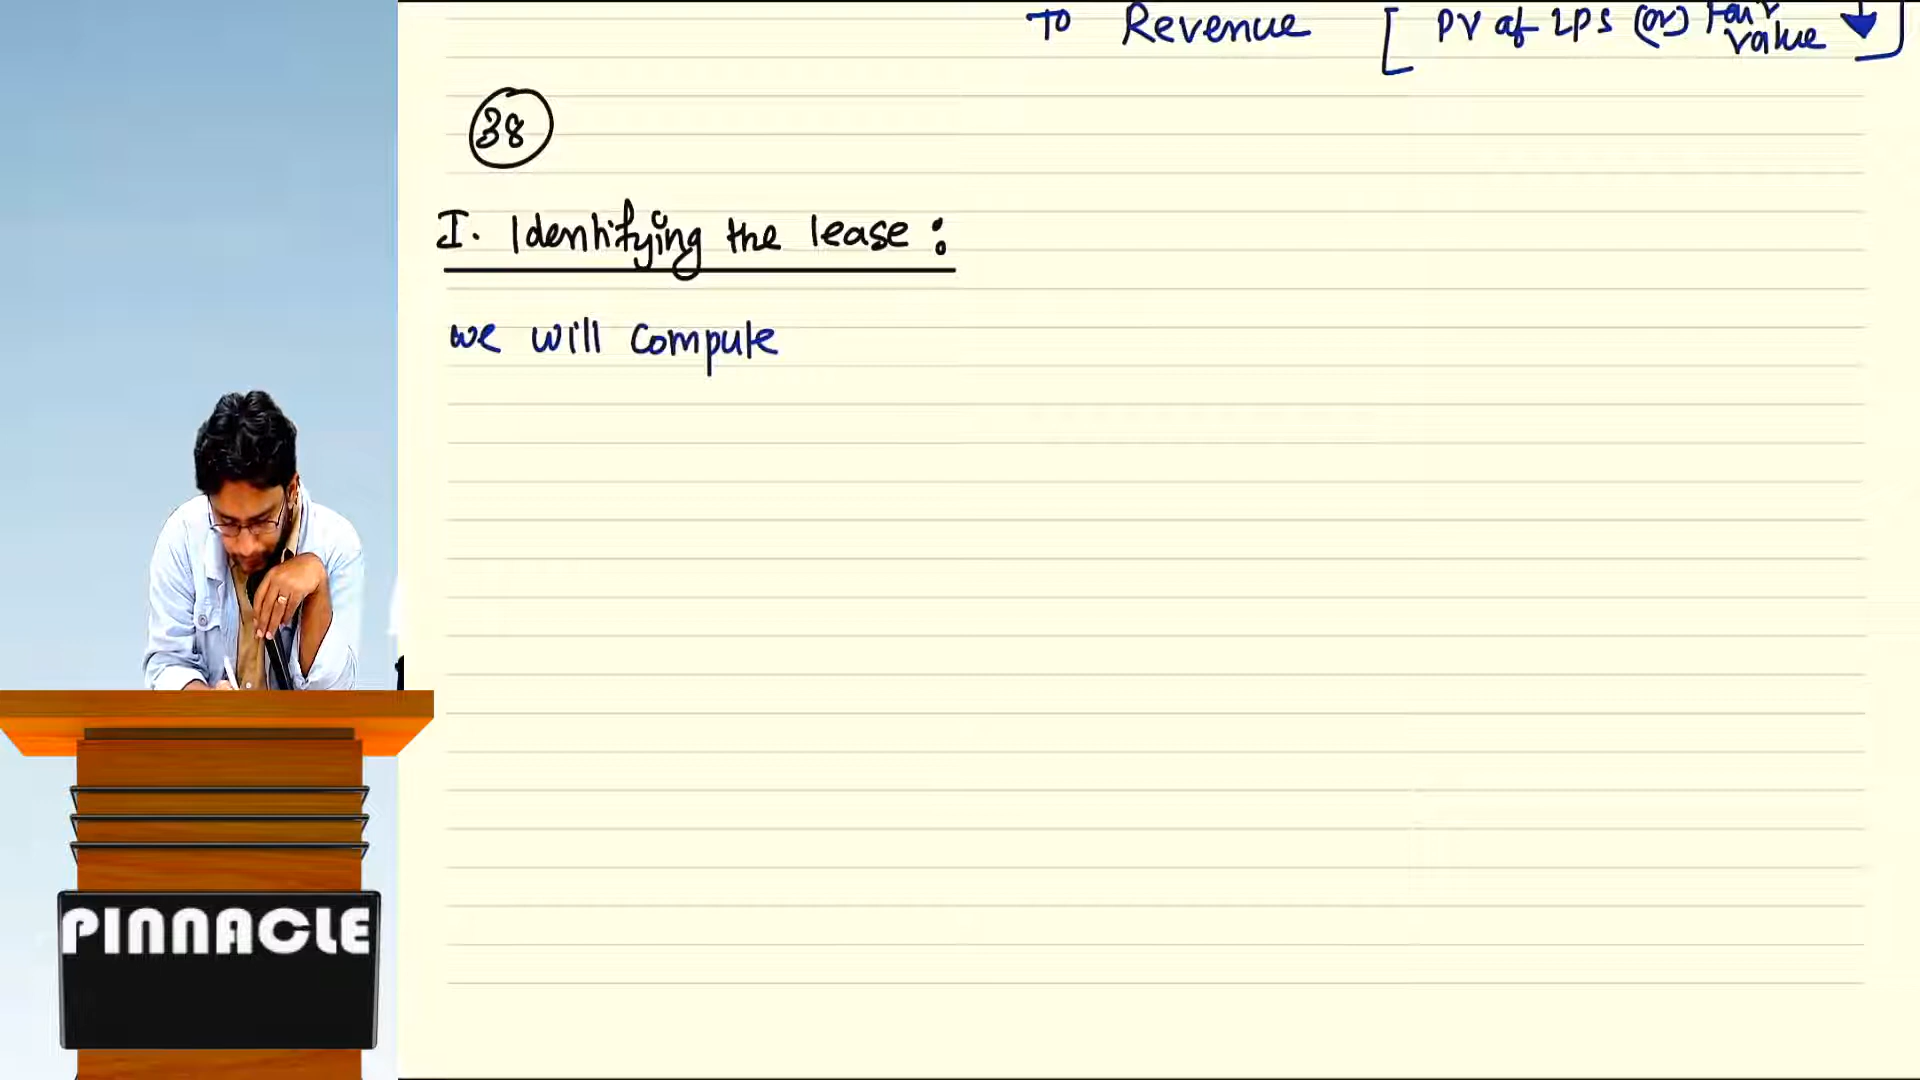 To Revenue [ PV of LPS (or) Fair value ↓ ]
38
I. Identifying the lease :
we will compute
PINNACLE